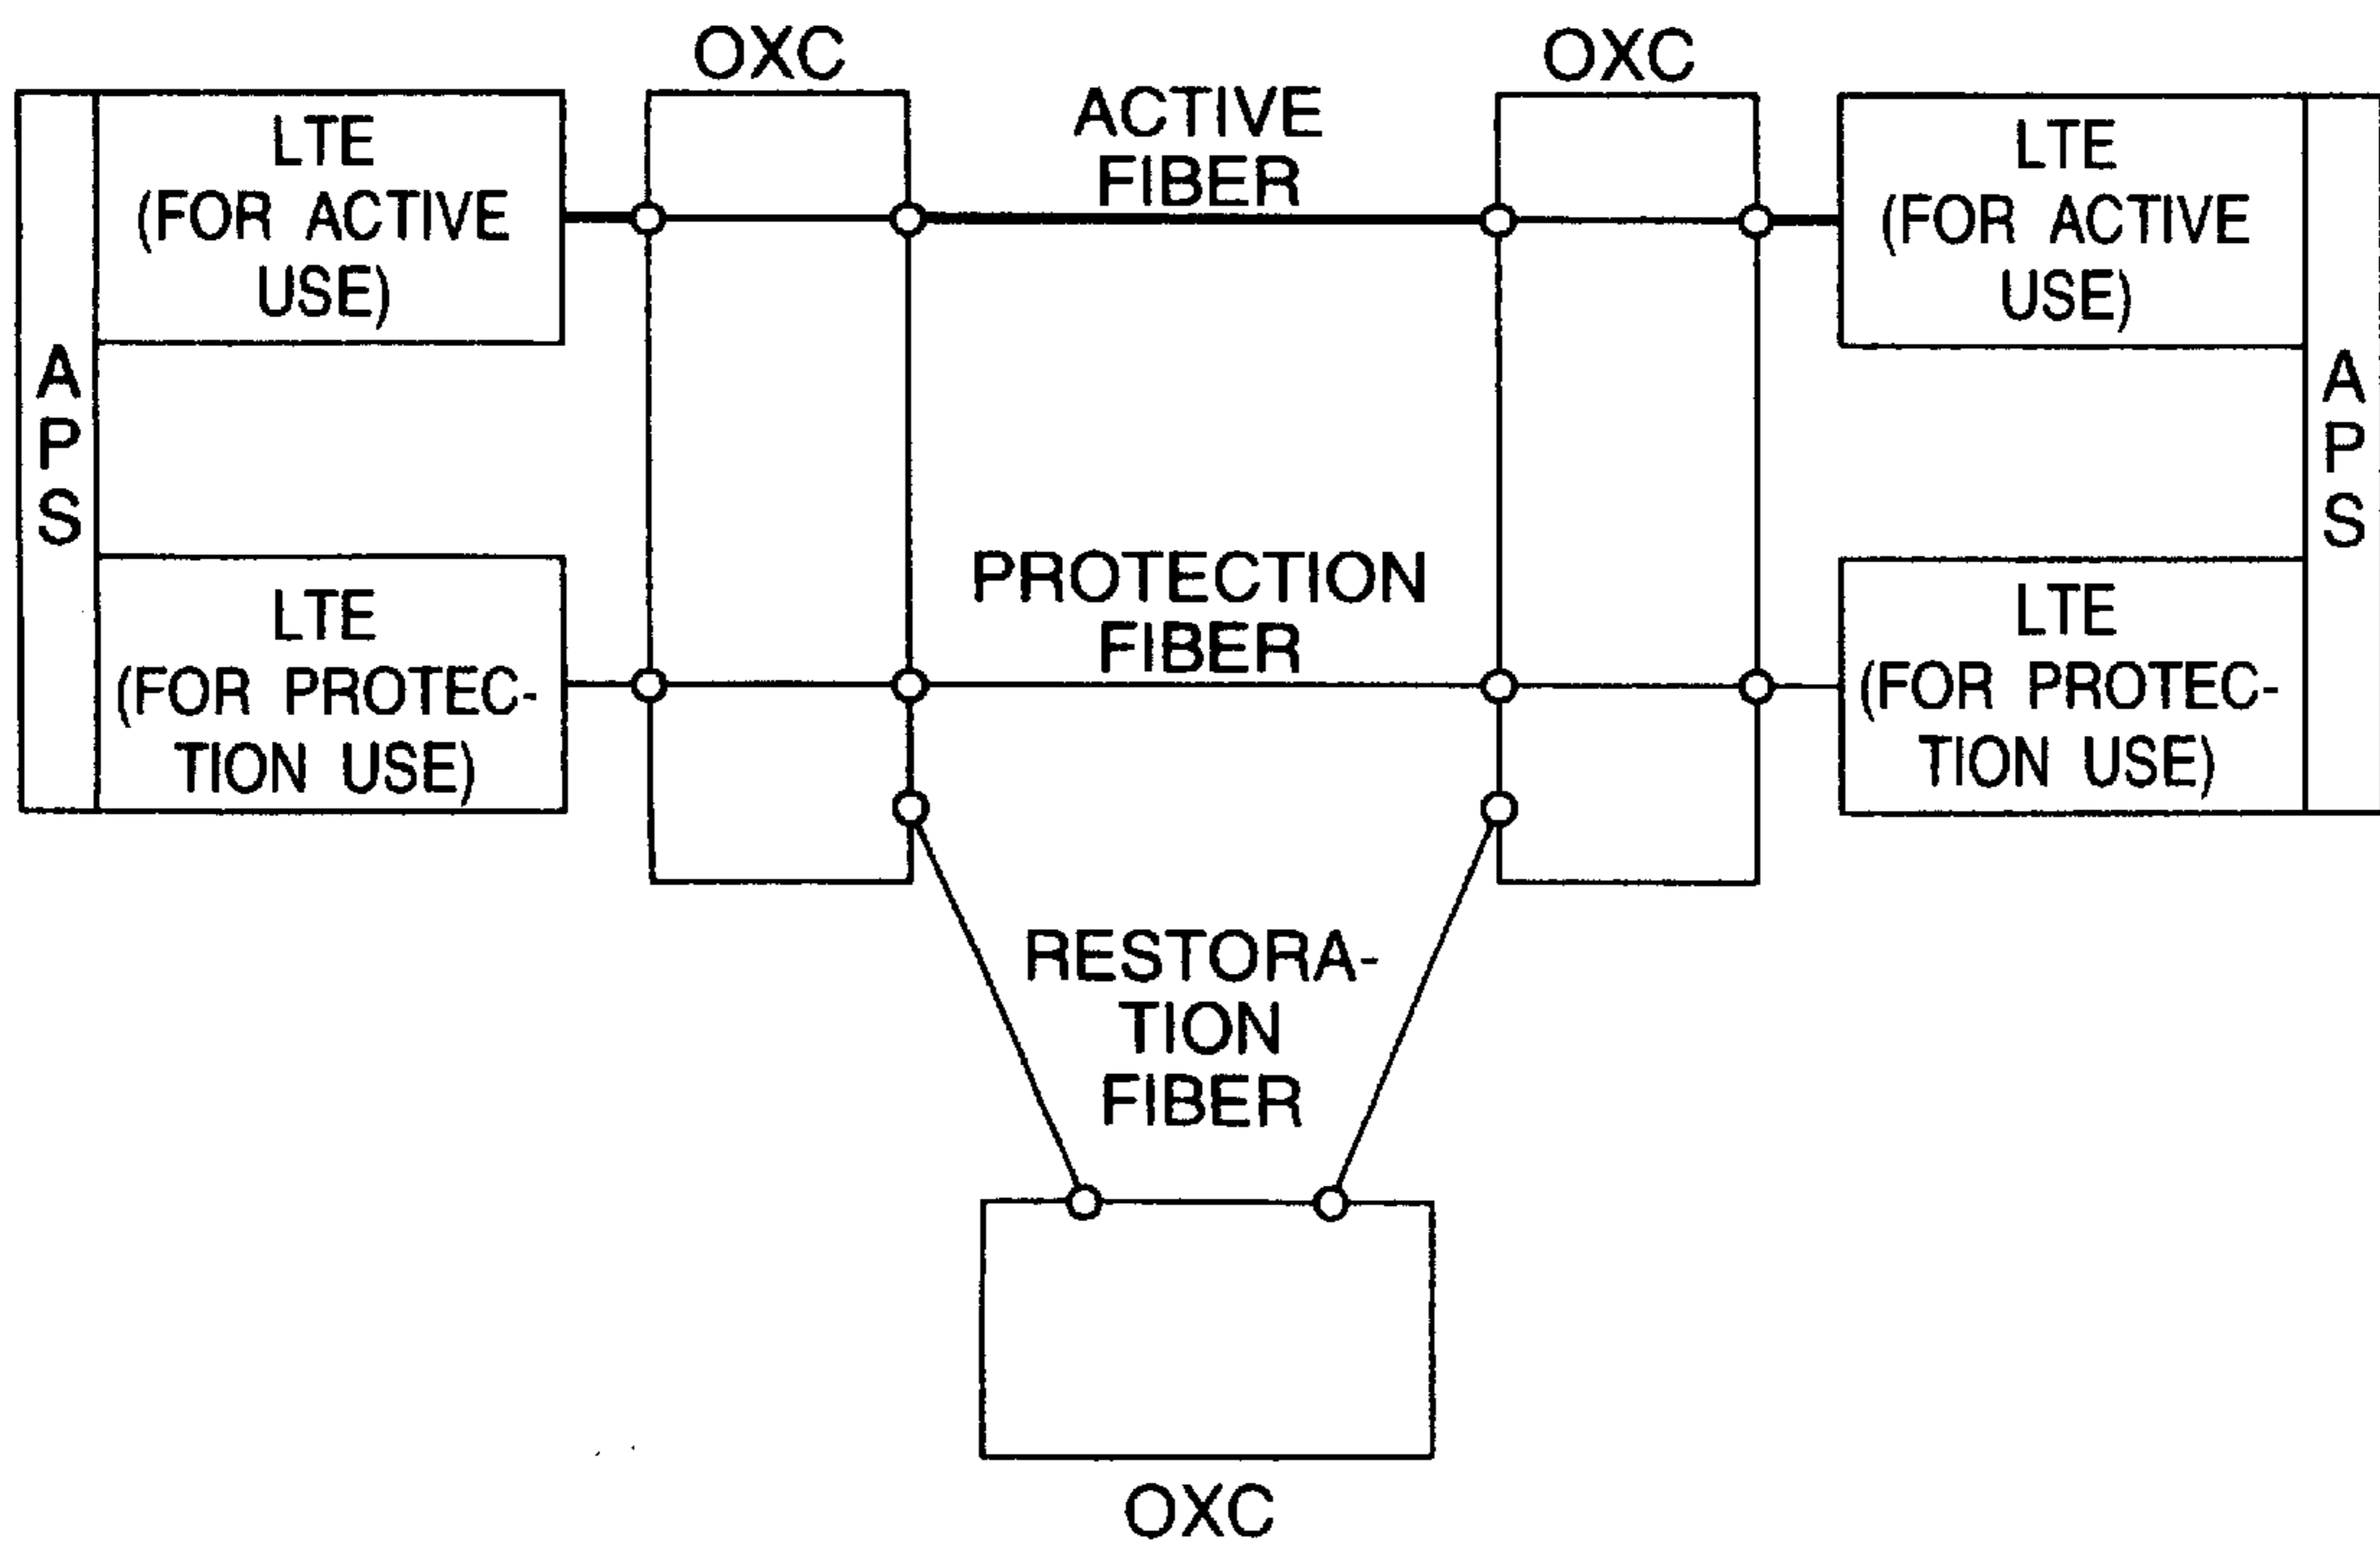 OXC
OXC
ACTIVE
FIBER
LTE
(FOR ACTIVE
USE)
LTE
(FOR ACTIVE
USE)
A
P
S
A
P
S
PROTECTION
FIBER
LTE
(FOR PROTEC-
TION USE)
LTE
(FOR PROTEC-
TION USE)
RESTORA-
TION
FIBER
OXC